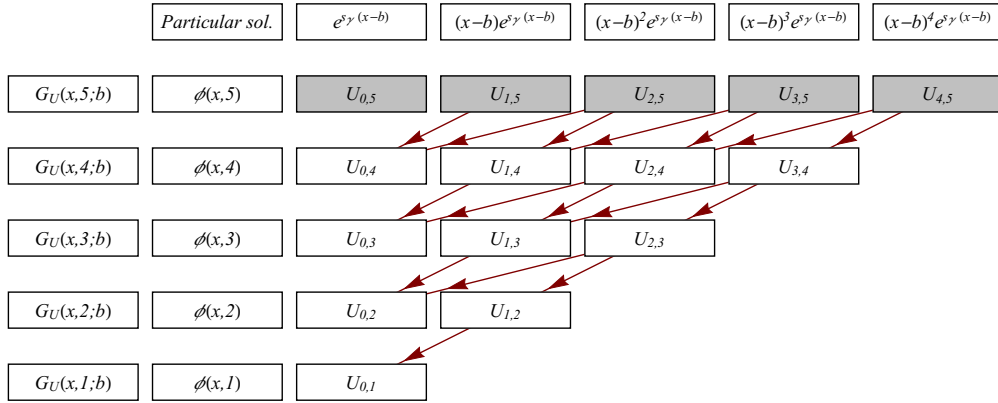 Particular sol. e^{sγ (x−b)} (x−b)e^{sγ (x−b)} (x−b)^2 e^{sγ (x−b)} (x−b)^3 e^{sγ (x−b)} (x−b)^4 e^{sγ (x−b)}
G_U(x,5;b) ϕ(x,5) U_{0,5} U_{1,5} U_{2,5} U_{3,5} U_{4,5}
G_U(x,4;b) ϕ(x,4) U_{0,4} U_{1,4} U_{2,4} U_{3,4}
G_U(x,3;b) ϕ(x,3) U_{0,3} U_{1,3} U_{2,3}
G_U(x,2;b) ϕ(x,2) U_{0,2} U_{1,2}
G_U(x,1;b) ϕ(x,1) U_{0,1}